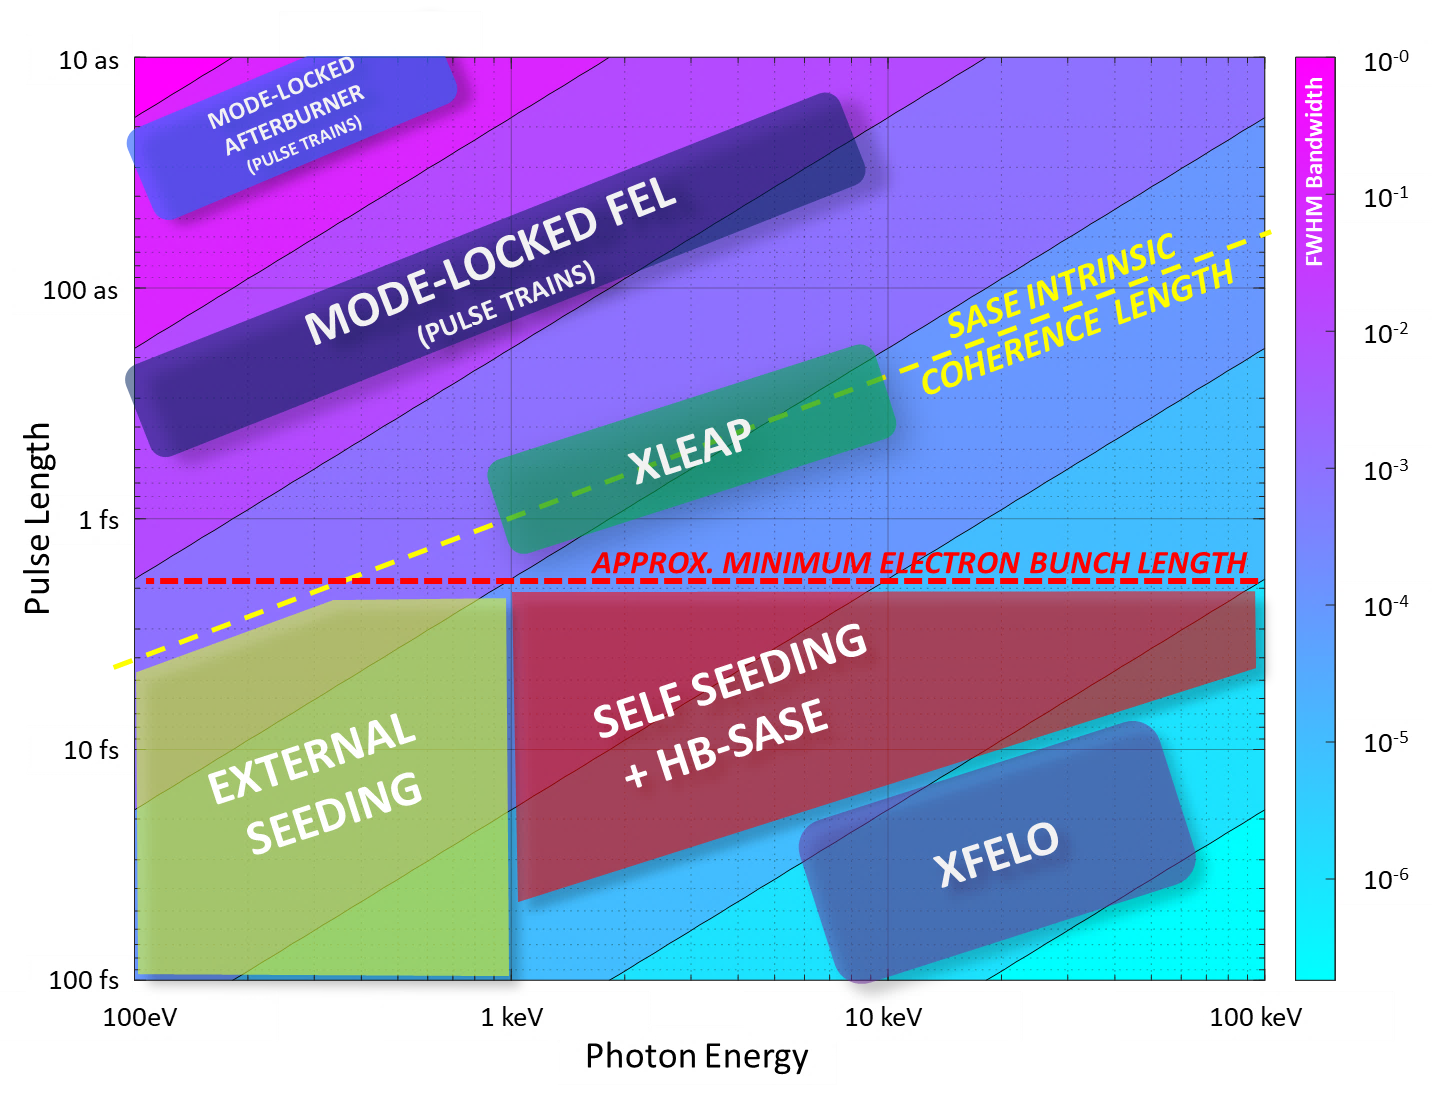 10 as
100 as
1 fs
10 fs
100 fs
Pulse Length
100eV
1 keV
10 keV
100 keV
Photon Energy
MODE-LOCKED
AFTERBURNER
(PULSE TRAINS)
MODE-LOCKED FEL
(PULSE TRAINS)
SASE INTRINSIC
COHERENCE LENGTH
XLEAP
APPROX. MINIMUM ELECTRON BUNCH LENGTH
EXTERNAL
SEEDING
SELF SEEDING
+ HB-SASE
XFELO
FWHM Bandwidth
10⁻⁰
10⁻¹
10⁻²
10⁻³
10⁻⁴
10⁻⁵
10⁻⁶